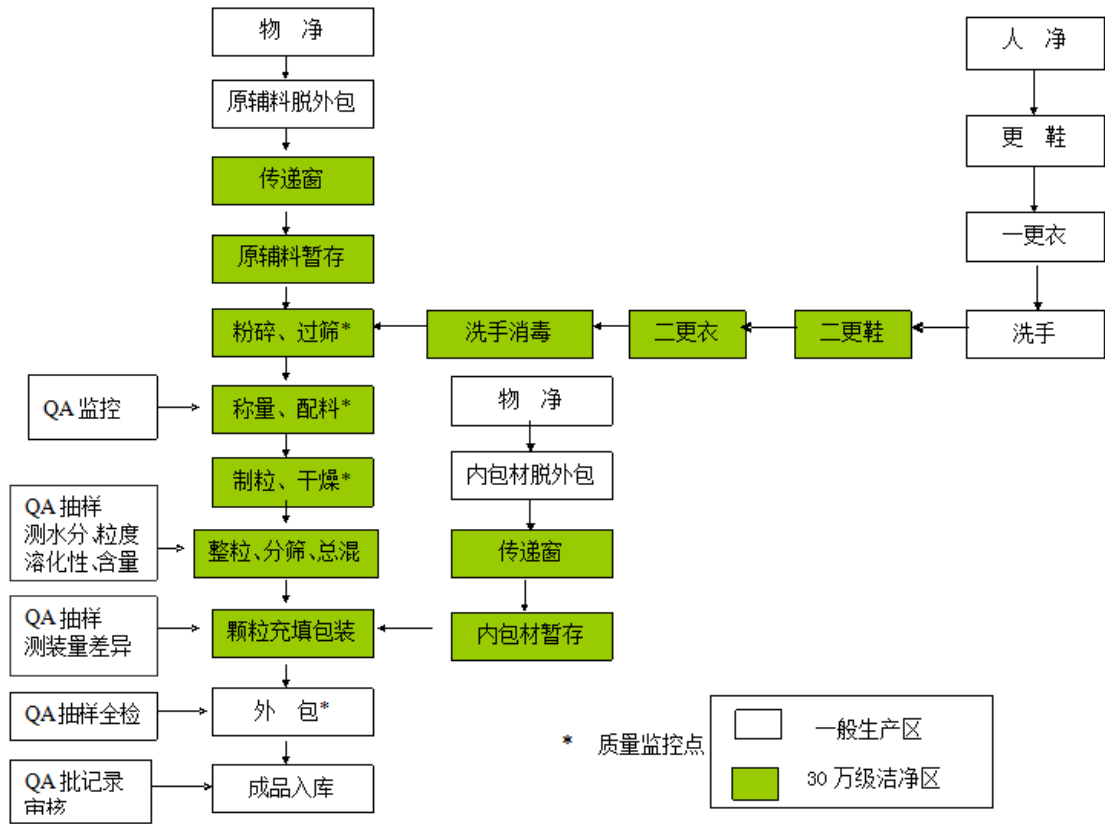 物 净
人 净
原辅料脱外包
更 鞋
传递窗
一更衣
原辅料暂存
粉碎、过筛*
洗手消毒
二更衣
二更鞋
洗手
QA 监控
称量、配料*
物 净
制粒、干燥*
内包材脱外包
QA 抽样
测水分、粒度
溶化性、含量
整粒、分筛、总混
传递窗
QA 抽样
测装量差异
颗粒充填包装
内包材暂存
QA 抽样全检
外 包*
* 质量监控点
一般生产区
30 万级洁净区
QA 批记录
审核
成品入库